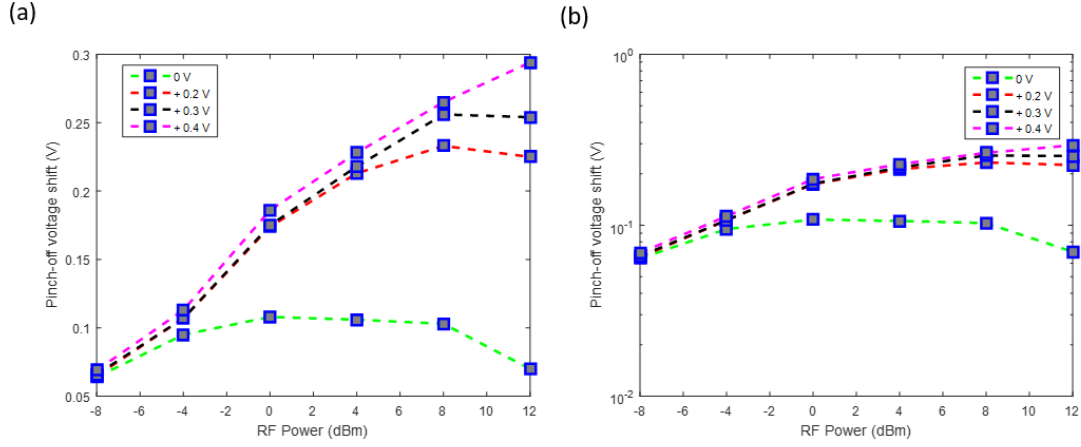 (a)
0.3
0.25
0.2
0.15
0.1
0.05
Pinch-off voltage shift (V)
0 V
+ 0.2 V
+ 0.3 V
+ 0.4 V
-8 -6 -4 -2 0 2 4 6 8 10 12
RF Power (dBm)
(b)
10^0
10^-1
10^-2
Pinch-off voltage shift (V)
0 V
+ 0.2 V
+ 0.3 V
+ 0.4 V
-8 -6 -4 -2 0 2 4 6 8 10 12
RF Power (dBm)